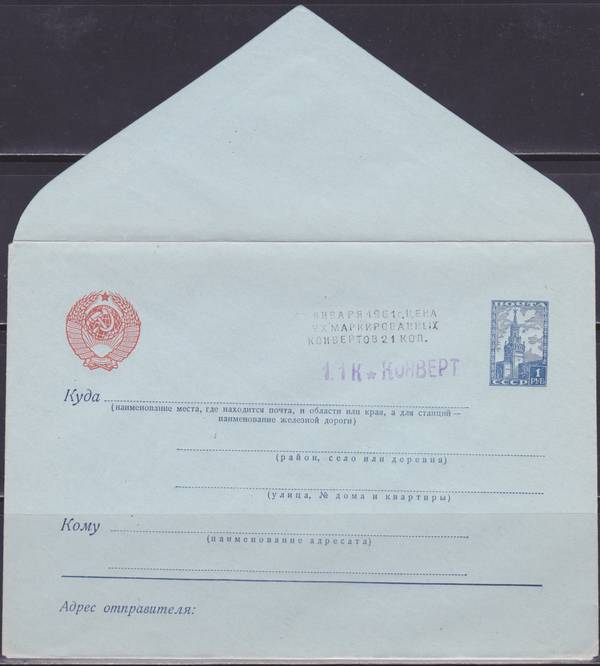 ПОЧТА
ЯНВАРЯ 1961 г. ЦЕНА
2Х МАРКИРОВАННЫХ
КОНВЕРТОВ 21 КОП.
1.1 К ★ КОНВЕРТ
1
РУБ
СССР
Куда
(наименование места, где находится почта, и области или края, а для станций —
наименование железной дороги)
(район, село или деревня)
(улица, № дома и квартиры)
Кому
(наименование адресата)
Адрес отправителя: